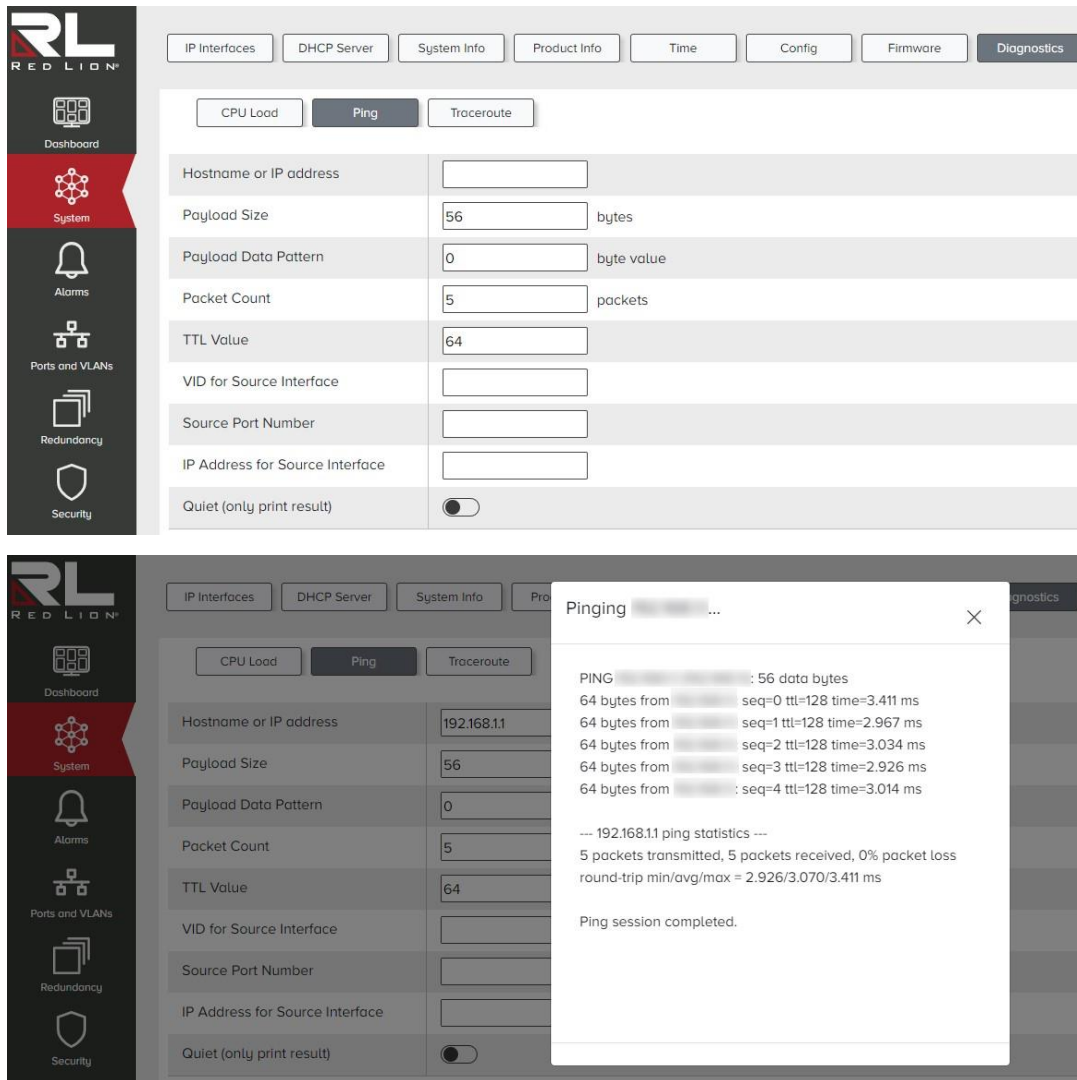 RL
RED LION®
IP Interfaces DHCP Server System Info Product Info Time Config Firmware Diagnostics
CPU Load Ping Traceroute
Dashboard
System
Alarms
Ports and VLANs
Redundancy
Security
Hostname or IP address
Payload Size 56 bytes
Payload Data Pattern 0 byte value
Packet Count 5 packets
TTL Value 64
VID for Source Interface
Source Port Number
IP Address for Source Interface
Quiet (only print result)
RL
RED LION®
IP Interfaces DHCP Server System Info Pro gnostics
CPU Load Ping Traceroute
Dashboard
System
Alarms
Ports and VLANs
Redundancy
Security
Hostname or IP address 192.168.1.1
Payload Size 56
Payload Data Pattern 0
Packet Count 5
TTL Value 64
VID for Source Interface
Source Port Number
IP Address for Source Interface
Quiet (only print result)
Pinging ...
PING : 56 data bytes
64 bytes from seq=0 ttl=128 time=3.411 ms
64 bytes from seq=1 ttl=128 time=2.967 ms
64 bytes from seq=2 ttl=128 time=3.034 ms
64 bytes from seq=3 ttl=128 time=2.926 ms
64 bytes from : seq=4 ttl=128 time=3.014 ms
--- 192.168.1.1 ping statistics ---
5 packets transmitted, 5 packets received, 0% packet loss
round-trip min/avg/max = 2.926/3.070/3.411 ms
Ping session completed.